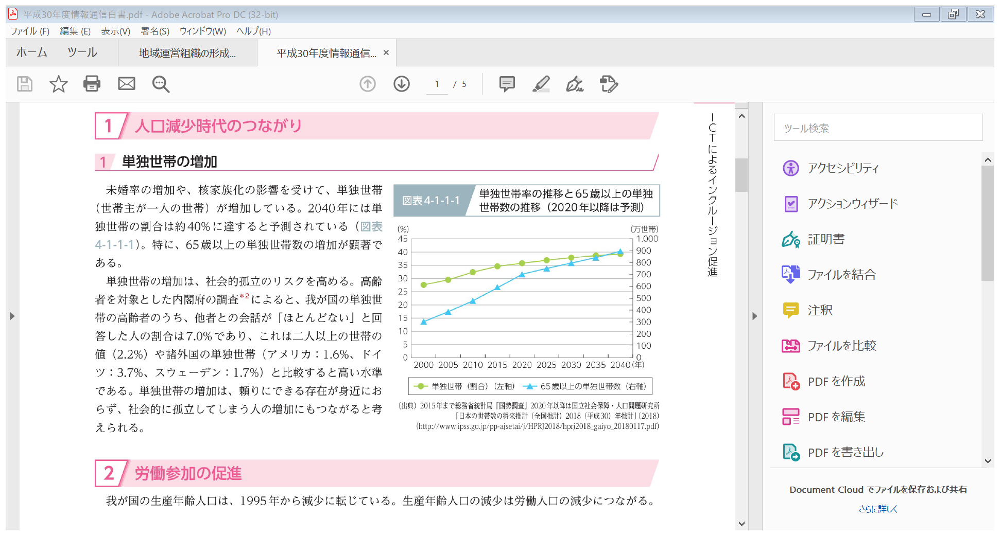 平成30年度情報通信白書.pdf - Adobe Acrobat Pro DC (32-bit)
ファイル (F) 編集 (E) 表示(V) 署名(S) ウィンドウ(W) ヘルプ(H)
ホーム ツール 地域運営組織の形成... 平成30年度情報通信... ×
1 / 5
1 人口減少時代のつながり
1 単独世帯の増加
未婚率の増加や、核家族化の影響を受けて、単独世帯
（世帯主が一人の世帯）が増加している。2040年には単
独世帯の割合は約40%に達すると予測されている（図表
4-1-1-1）。特に、65歳以上の単独世帯数の増加が顕著で
ある。
単独世帯の増加は、社会的孤立のリスクを高める。高齢
者を対象とした内閣府の調査*2によると、我が国の単独世
帯の高齢者のうち、他者との会話が「ほとんどない」と回
答した人の割合は7.0%であり、これは二人以上の世帯の
値（2.2%）や諸外国の単独世帯（アメリカ：1.6%、ドイ
ツ：3.7%、スウェーデン：1.7%）と比較すると高い水準
である。単独世帯の増加は、頼りにできる存在が身近にお
らず、社会的に孤立してしまう人の増加にもつながると考
えられる。
図表4-1-1-1 単独世帯率の推移と65歳以上の単独
世帯数の推移（2020年以降は予測）
(%) (万世帯)
45 1,000
40 900
35 800
30 700
25 600
20 500
15 400
10 300
5 200
0 100
0
2000 2005 2010 2015 2020 2025 2030 2035 2040(年)
単独世帯（割合）（左軸） 65歳以上の単独世帯数（右軸）
（出典）2015年まで総務省統計局「国勢調査」2020年以降は国立社会保障・人口問題研究所
「日本の世帯数の将来推計（全国推計）2018（平成30）年推計」（2018）
（http://www.ipss.go.jp/pp-ajsetai/j/HPRJ2018/hprj2018_gaiyo_20180117.pdf）
2 労働参加の促進
我が国の生産年齢人口は、1995年から減少に転じている。生産年齢人口の減少は労働人口の減少につながる。
ICTによるインクルージョン促進
ツール検索
アクセシビリティ
アクションウィザード
証明書
ファイルを結合
注釈
ファイルを比較
PDF を作成
PDF を編集
PDF を書き出し
Document Cloud でファイルを保存および共有
さらに詳しく